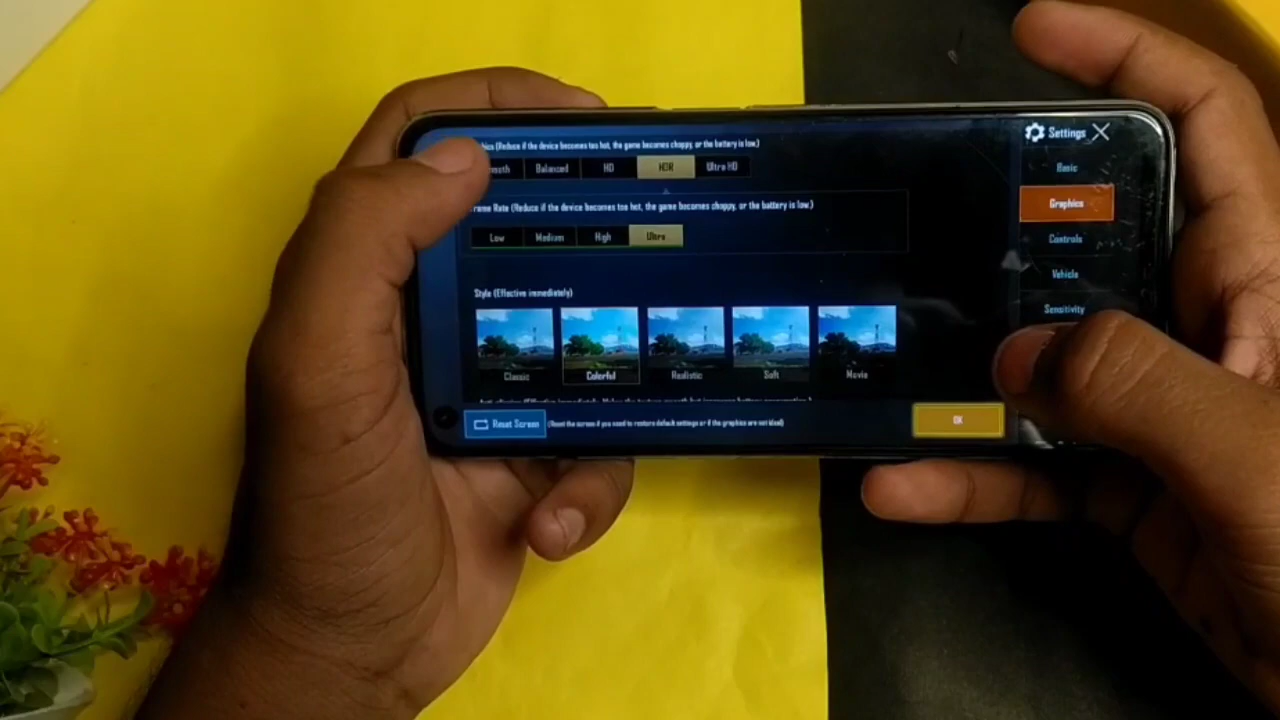 (Reduce if the device becomes too hot, the game becomes choppy, or the battery is low.)
Balanced HD HDR Ultra HD
Rate (Reduce if the device becomes too hot, the game becomes choppy, or the battery is low.)
Low Medium High Ultra
Style (Effective immediately)
Classic Colorful Realistic Soft Movie
Reset Screen (Reset the screen if you need to restore default settings or if the graphics are not ideal) OK
Settings
Basic
Graphics
Controls
Vehicle
Sensitivity